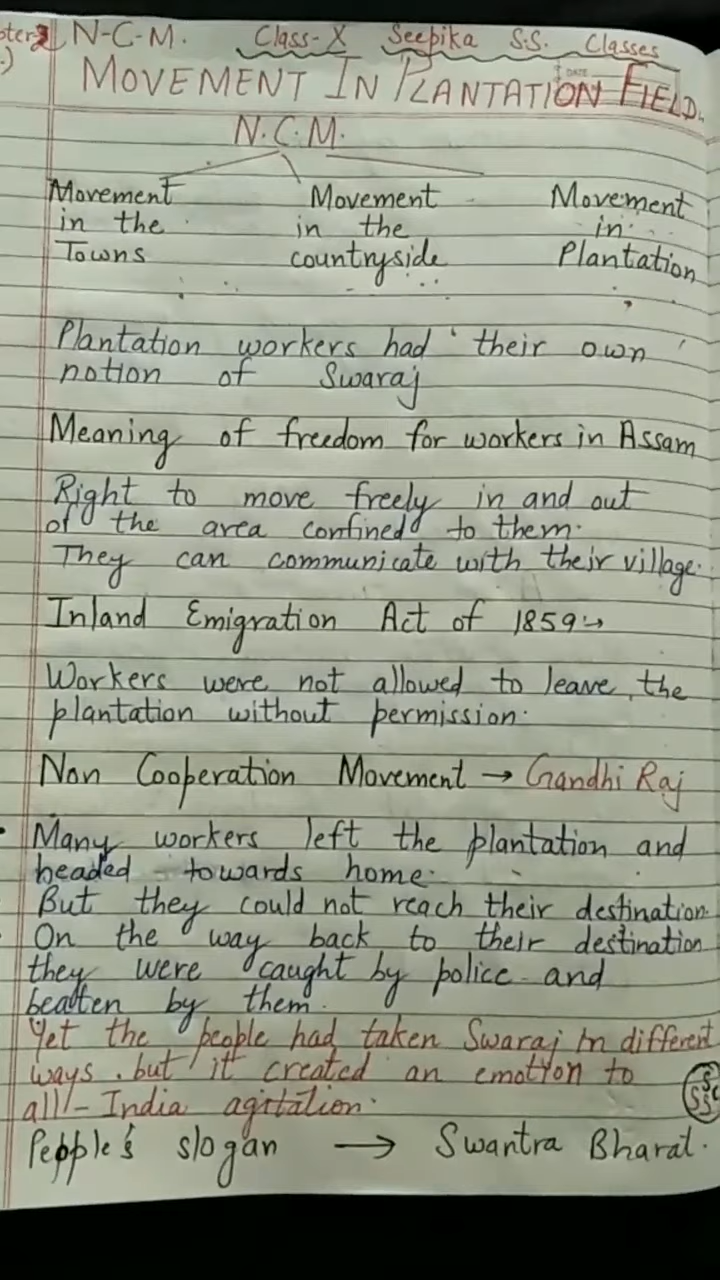 N-C-M. Class-X Seepika S.S. Classes
MOVEMENT IN PLANTATION FIELD.
N.C.M.
Movement in the Towns
Movement in the countryside
Movement in Plantation
Plantation workers had their own
notion of Swaraj
Meaning of freedom for workers in Assam
Right to move freely in and out
of the area confined to them.
They can communicate with their village.
Inland Emigration Act of 1859→
Workers were not allowed to leave the
plantation without permission.
Non Cooperation Movement → Gandhi Raj
• Many workers left the plantation and
headed towards home.
But they could not reach their destination.
On the way back to their destination
they were caught by police and
beatten by them.
Yet the people had taken Swaraj in different
ways. but it created an emotion to
all-India agitation.
People's slogan → Swantra Bharat.